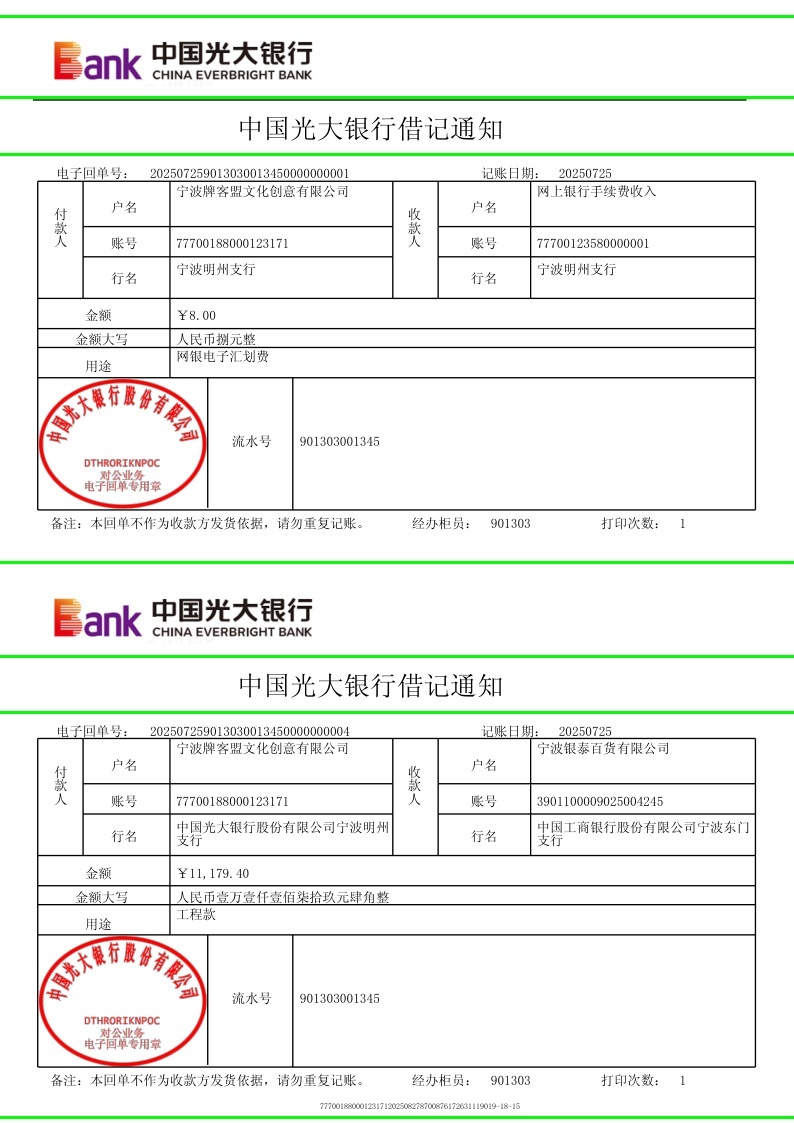 Bank 中国光大银行
CHINA EVERBRIGHT BANK
中国光大银行借记通知
电子回单号： 2025072590130300134500000000001 记账日期： 20250725
付款人 户名 宁波牌客盟文化创意有限公司 收款人 户名 网上银行手续费收入
账号 77700188000123171 账号 77700123580000001
行名 宁波明州支行 行名 宁波明州支行
金额 ¥8.00
金额大写 人民币捌元整
用途 网银电子汇划费
中国光大银行股份有限公司
DTHRORIKNPOC
对公业务
电子回单专用章
流水号 901303001345
备注：本回单不作为收款方发货依据，请勿重复记账。 经办柜员： 901303 打印次数： 1
Bank 中国光大银行
CHINA EVERBRIGHT BANK
中国光大银行借记通知
电子回单号： 2025072590130300134500000000004 记账日期： 20250725
付款人 户名 宁波牌客盟文化创意有限公司 收款人 户名 宁波银泰百货有限公司
账号 77700188000123171 账号 3901100009025004245
行名 中国光大银行股份有限公司宁波明州 行名 中国工商银行股份有限公司宁波东门
支行 支行
金额 ¥11,179.40
金额大写 人民币壹万壹仟壹佰柒拾玖元肆角整
用途 工程款
中国光大银行股份有限公司
DTHRORIKNPOC
对公业务
电子回单专用章
流水号 901303001345
备注：本回单不作为收款方发货依据，请勿重复记账。 经办柜员： 901303 打印次数： 1
7770018800012317120250827870087617263111​9019-18-15